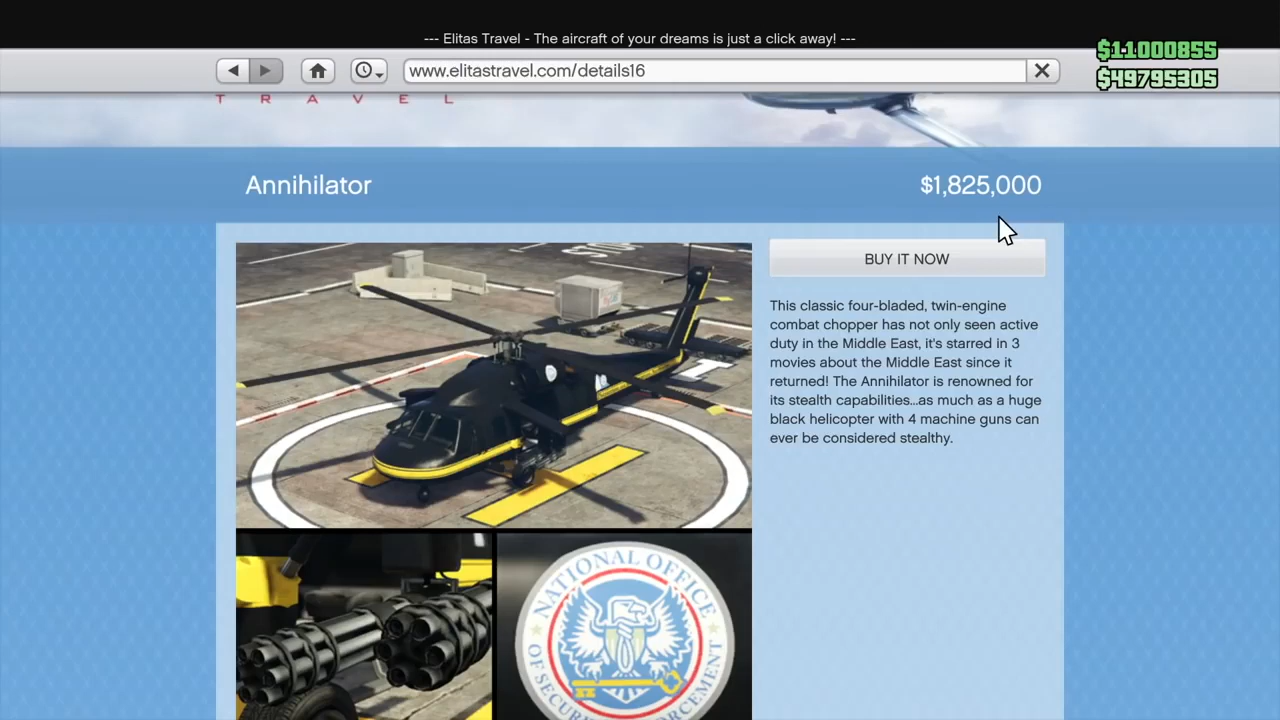 --- Elitas Travel - The aircraft of your dreams is just a click away! ---
www.elitastravel.com/details16
$11000855
$49795305
T R A V E L
Annihilator
$1,825,000
BUY IT NOW
This classic four-bladed, twin-engine
combat chopper has not only seen active
duty in the Middle East, it's starred in 3
movies about the Middle East since it
returned! The Annihilator is renowned for
its stealth capabilities...as much as a huge
black helicopter with 4 machine guns can
ever be considered stealthy.
NATIONAL OFFICE
OF SECURITY ENFORCEMENT